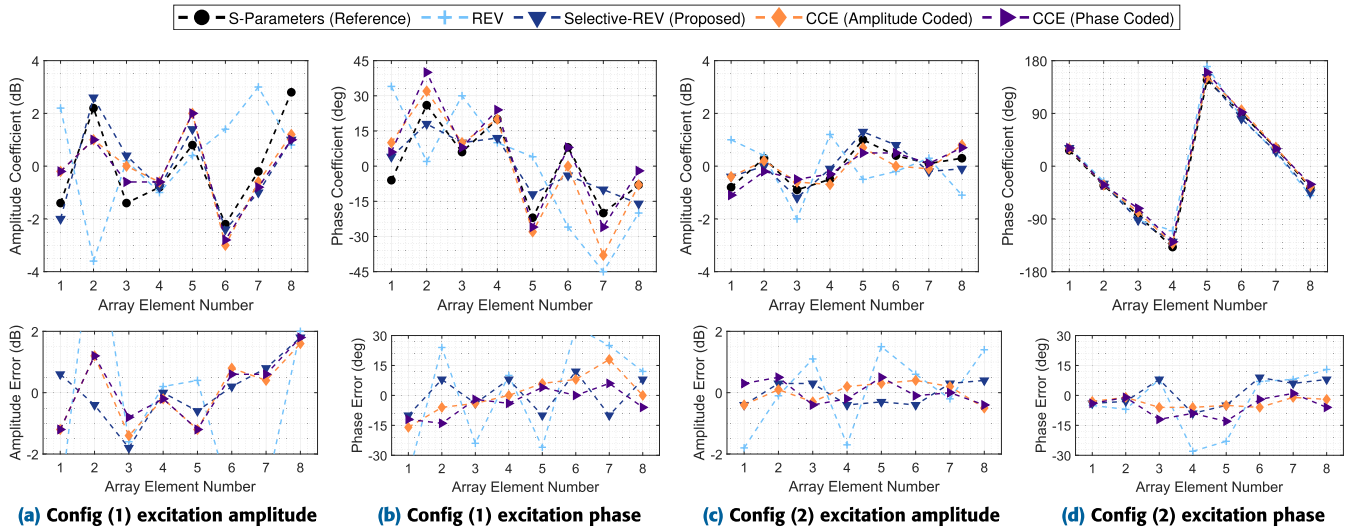 S-Parameters (Reference) REV Selective-REV (Proposed) CCE (Amplitude Coded) CCE (Phase Coded)
Amplitude Coefficient (dB)
4
2
0
-2
-4
1 2 3 4 5 6 7 8
Array Element Number
Phase Coefficient (deg)
45
30
15
0
-15
-30
-45
1 2 3 4 5 6 7 8
Array Element Number
Amplitude Coefficient (dB)
4
2
0
-2
-4
1 2 3 4 5 6 7 8
Array Element Number
Phase Coefficient (deg)
180
90
0
-90
-180
1 2 3 4 5 6 7 8
Array Element Number
Amplitude Error (dB)
2
0
-2
1 2 3 4 5 6 7 8
Array Element Number
Phase Error (deg)
30
15
0
-15
-30
1 2 3 4 5 6 7 8
Array Element Number
Amplitude Error (dB)
2
0
-2
1 2 3 4 5 6 7 8
Array Element Number
Phase Error (deg)
30
15
0
-15
-30
1 2 3 4 5 6 7 8
Array Element Number
(a) Config (1) excitation amplitude
(b) Config (1) excitation phase
(c) Config (2) excitation amplitude
(d) Config (2) excitation phase